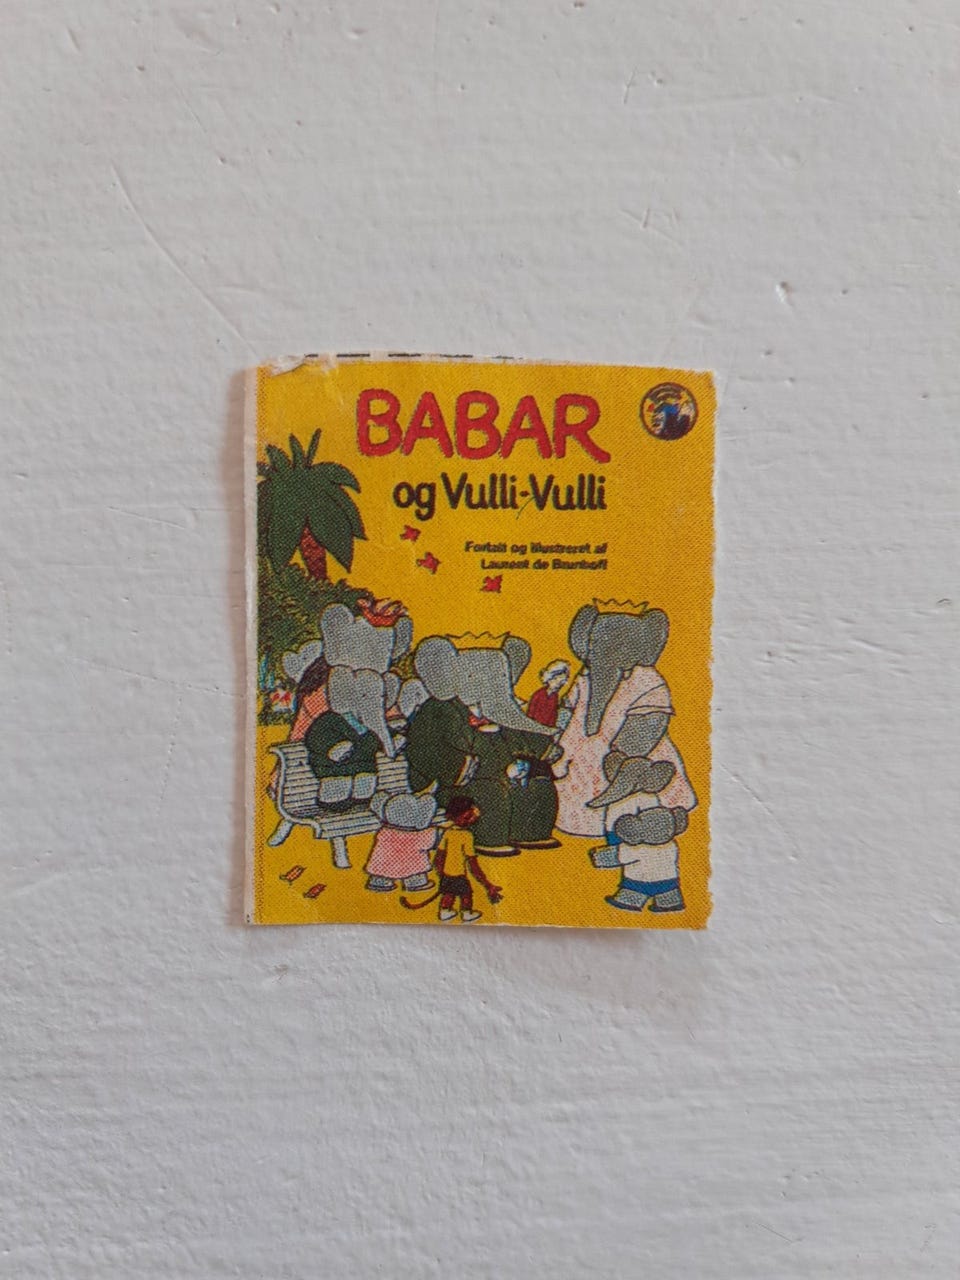 BABAR
og Vulli-Vulli
Fortalt og illustreret af
Laurent de Brunhoff